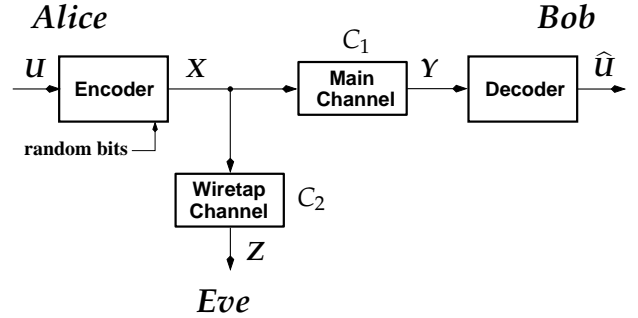 Alice
Bob
C1
U
Encoder
X
Main
Channel
Y
Decoder
Û
random bits
Wiretap
Channel
C2
Z
Eve